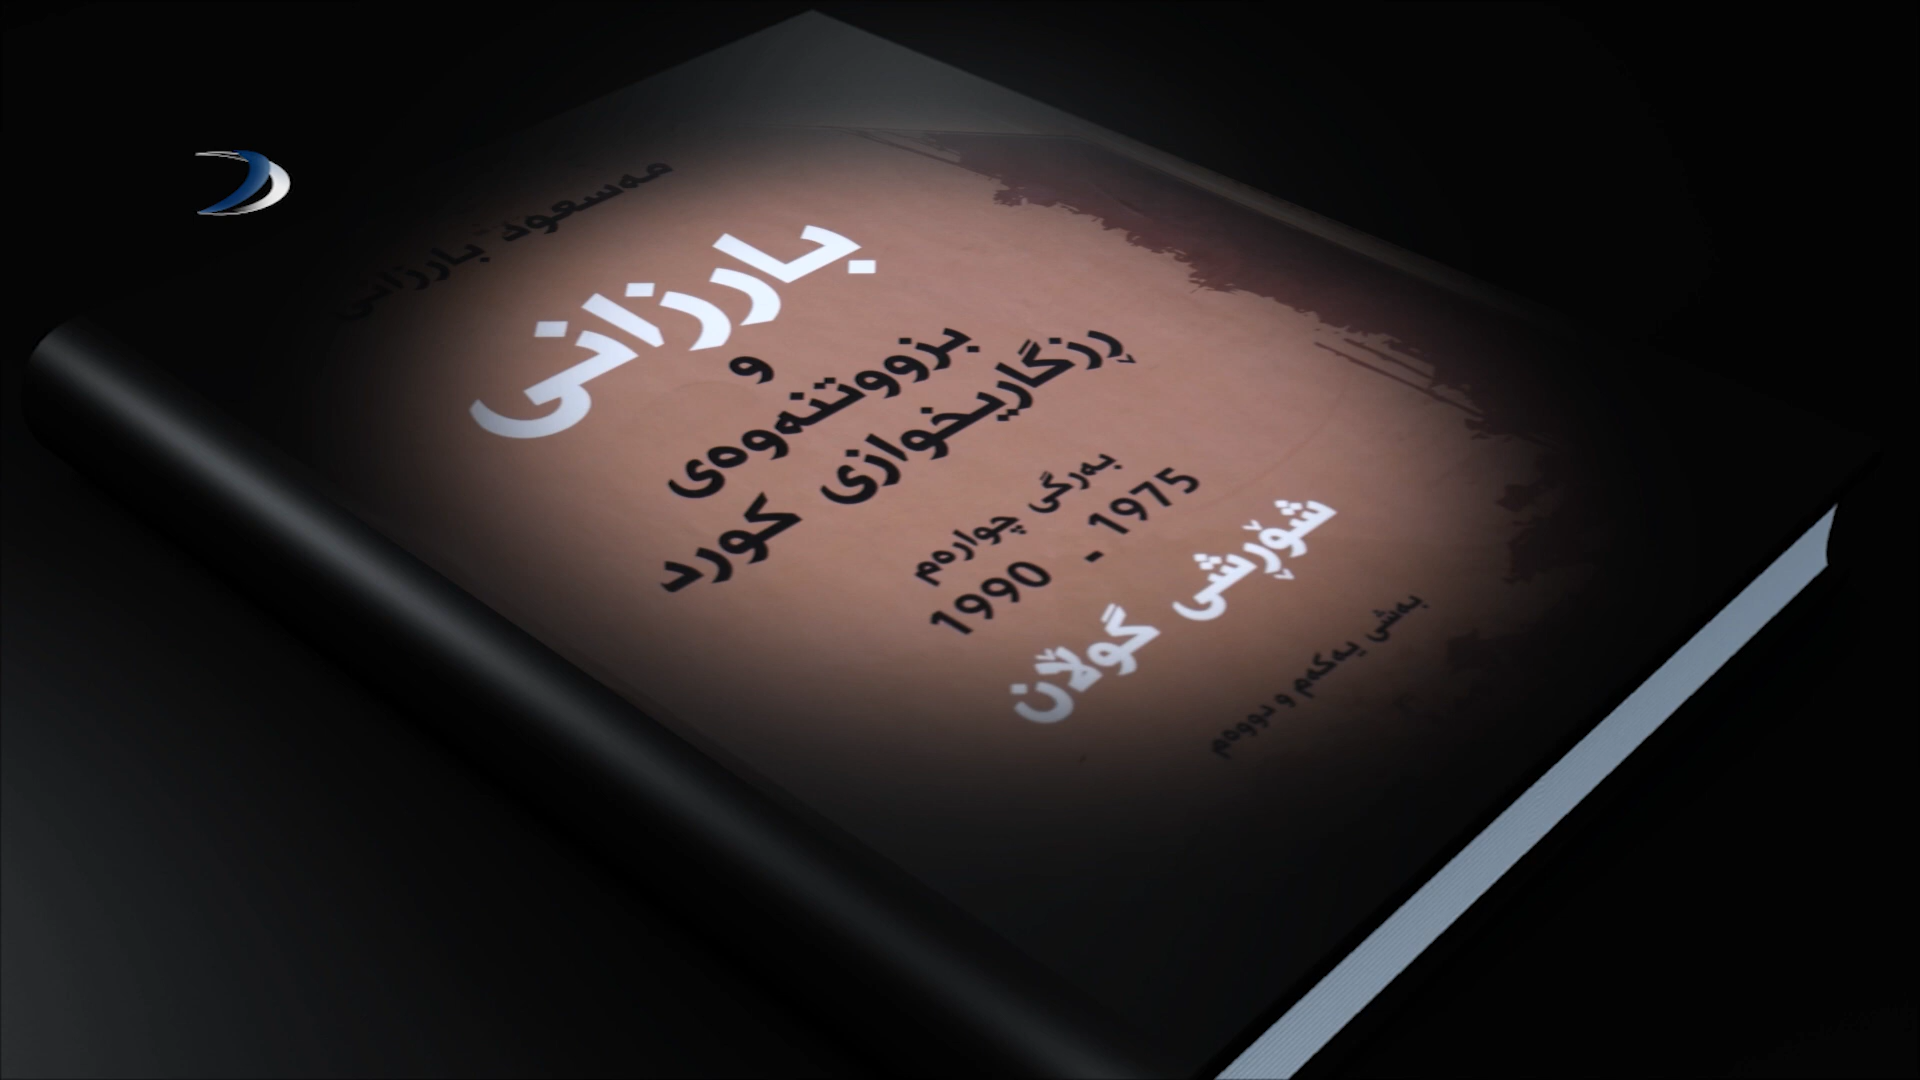 مەسعود بارزانی
بارزانی
و
بزووتنەوەی
ڕزگاریخوازی کورد
بەرگی چوارەم
1975 - 1990
شۆڕشی گوڵان
بەشی یەکەم و دووەم